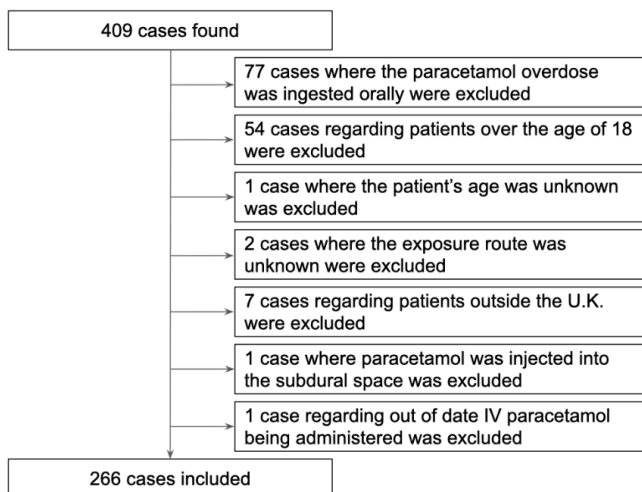 409 cases found
77 cases where the paracetamol overdose
was ingested orally were excluded
54 cases regarding patients over the age of 18
were excluded
1 case where the patient's age was unknown
was excluded
2 cases where the exposure route was
unknown were excluded
7 cases regarding patients outside the U.K.
were excluded
1 case where paracetamol was injected into
the subdural space was excluded
1 case regarding out of date IV paracetamol
being administered was excluded
266 cases included